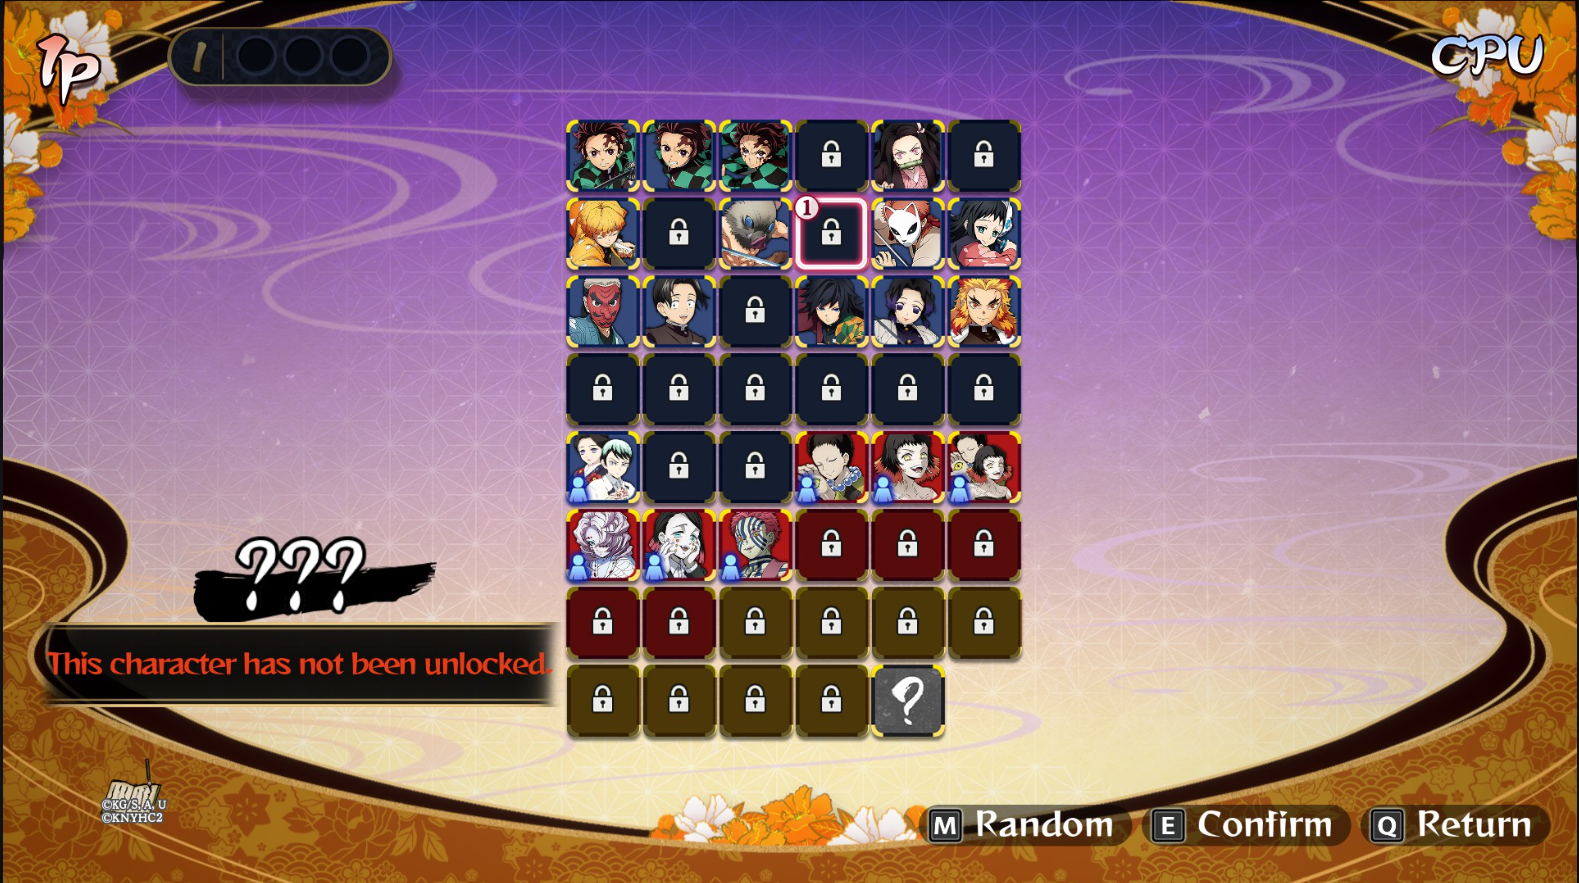 1P
CPU
1
???
This character has not been unlocked.
©KG/S, A, U
©KNYHC2
?
M Random E Confirm Q Return